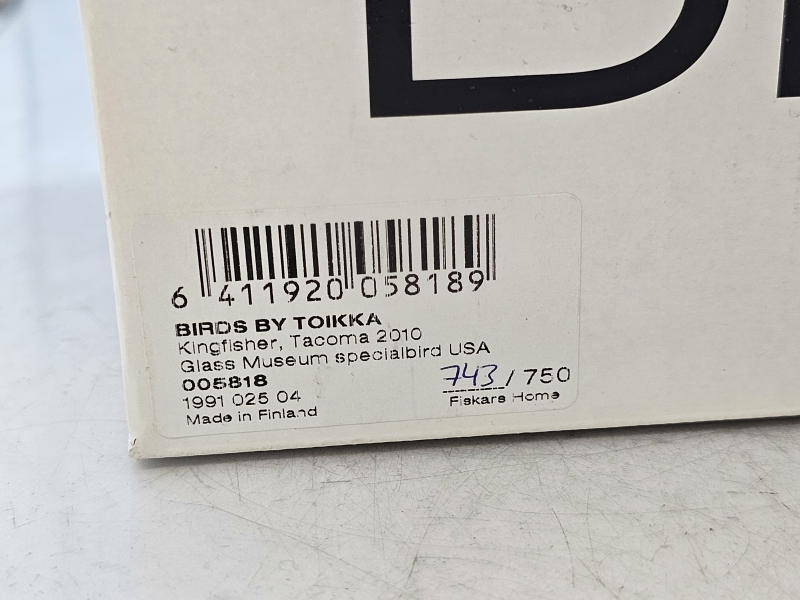 6 411920 058189
BIRDS BY TOIKKA
Kingfisher, Tacoma 2010
Glass Museum specialbird USA
005818
743 / 750
1991 025 04
Fiskars Home
Made in Finland